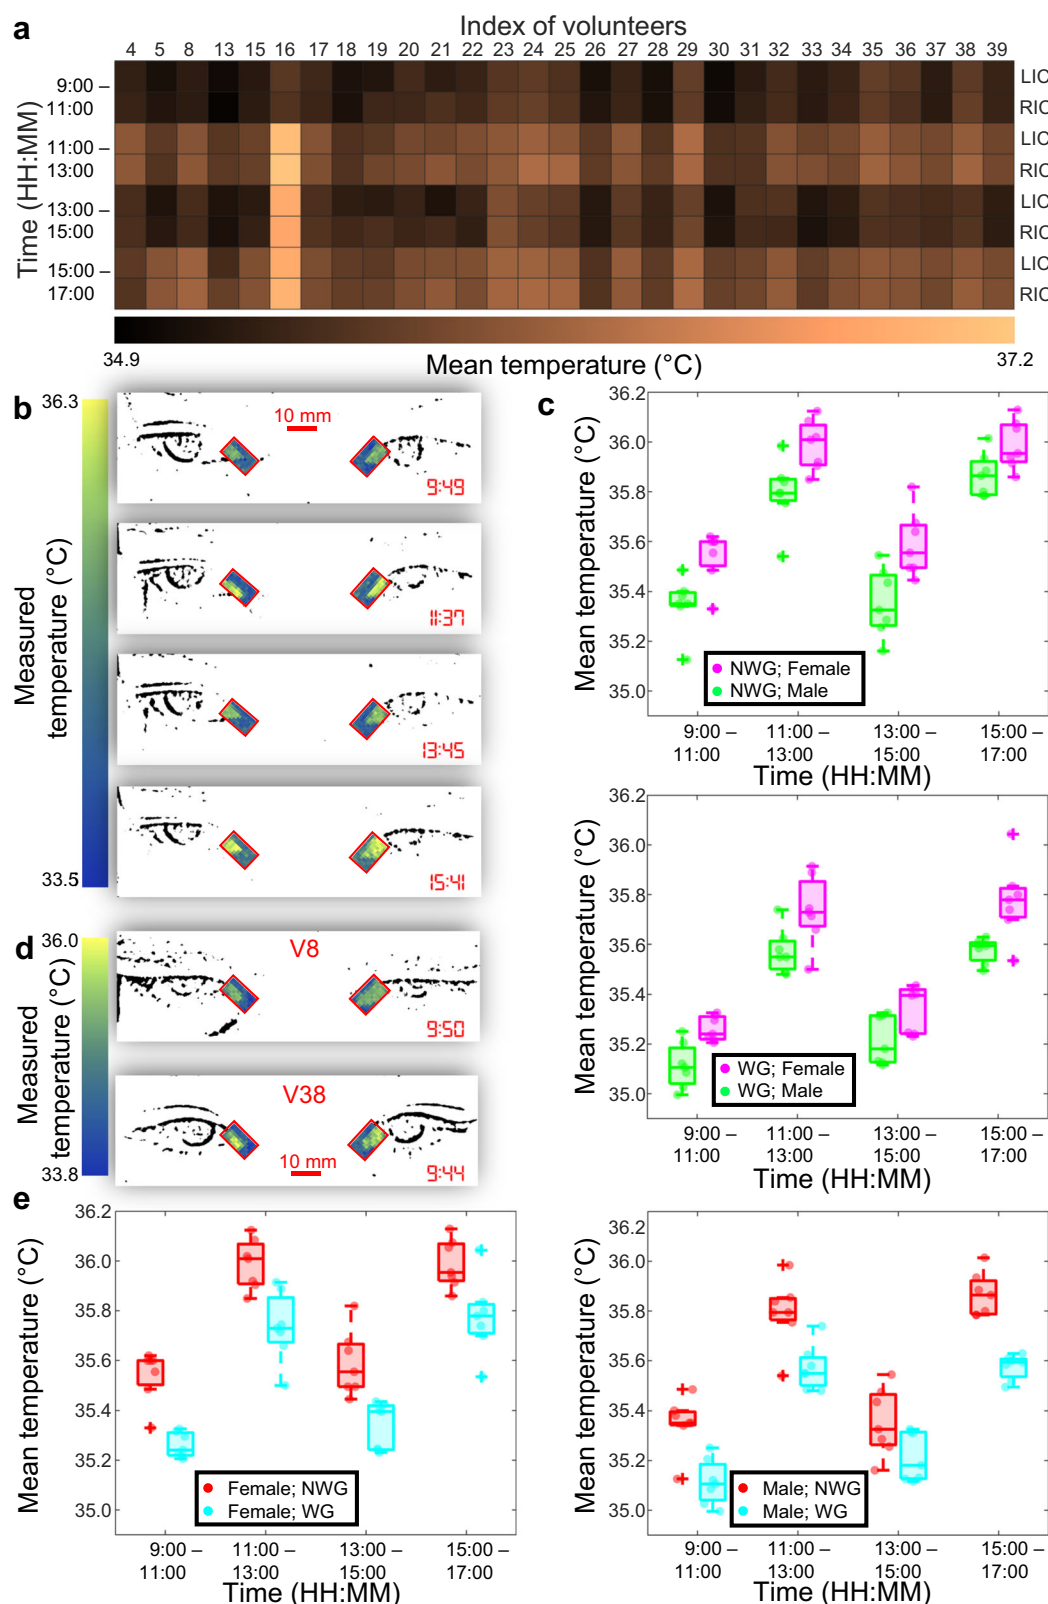 a
Index of volunteers
4 5 8 13 15 16 17 18 19 20 21 22 23 24 25 26 27 28 29 30 31 32 33 34 35 36 37 38 39
Time (HH:MM)
9:00 –
11:00
11:00 –
13:00
13:00 –
15:00
15:00 –
17:00
LIC
RIC
LIC
RIC
LIC
RIC
LIC
RIC
34.9
Mean temperature (°C)
37.2
b
36.3
Measured
temperature (°C)
33.5
10 mm
9:49
11:37
13:45
15:41
c
Mean temperature (°C)
36.2
36.0
35.8
35.6
35.4
35.2
35.0
NWG; Female
NWG; Male
9:00 –
11:00
11:00 –
13:00
13:00 –
15:00
15:00 –
17:00
Time (HH:MM)
Mean temperature (°C)
36.2
36.0
35.8
35.6
35.4
35.2
35.0
WG; Female
WG; Male
9:00 –
11:00
11:00 –
13:00
13:00 –
15:00
15:00 –
17:00
Time (HH:MM)
d
36.0
Measured
temperature (°C)
33.8
V8
9:50
V38
10 mm
9:44
e
Mean temperature (°C)
36.2
36.0
35.8
35.6
35.4
35.2
35.0
Female; NWG
Female; WG
9:00 –
11:00
11:00 –
13:00
13:00 –
15:00
15:00 –
17:00
Time (HH:MM)
Mean temperature (°C)
36.2
36.0
35.8
35.6
35.4
35.2
35.0
Male; NWG
Male; WG
9:00 –
11:00
11:00 –
13:00
13:00 –
15:00
15:00 –
17:00
Time (HH:MM)